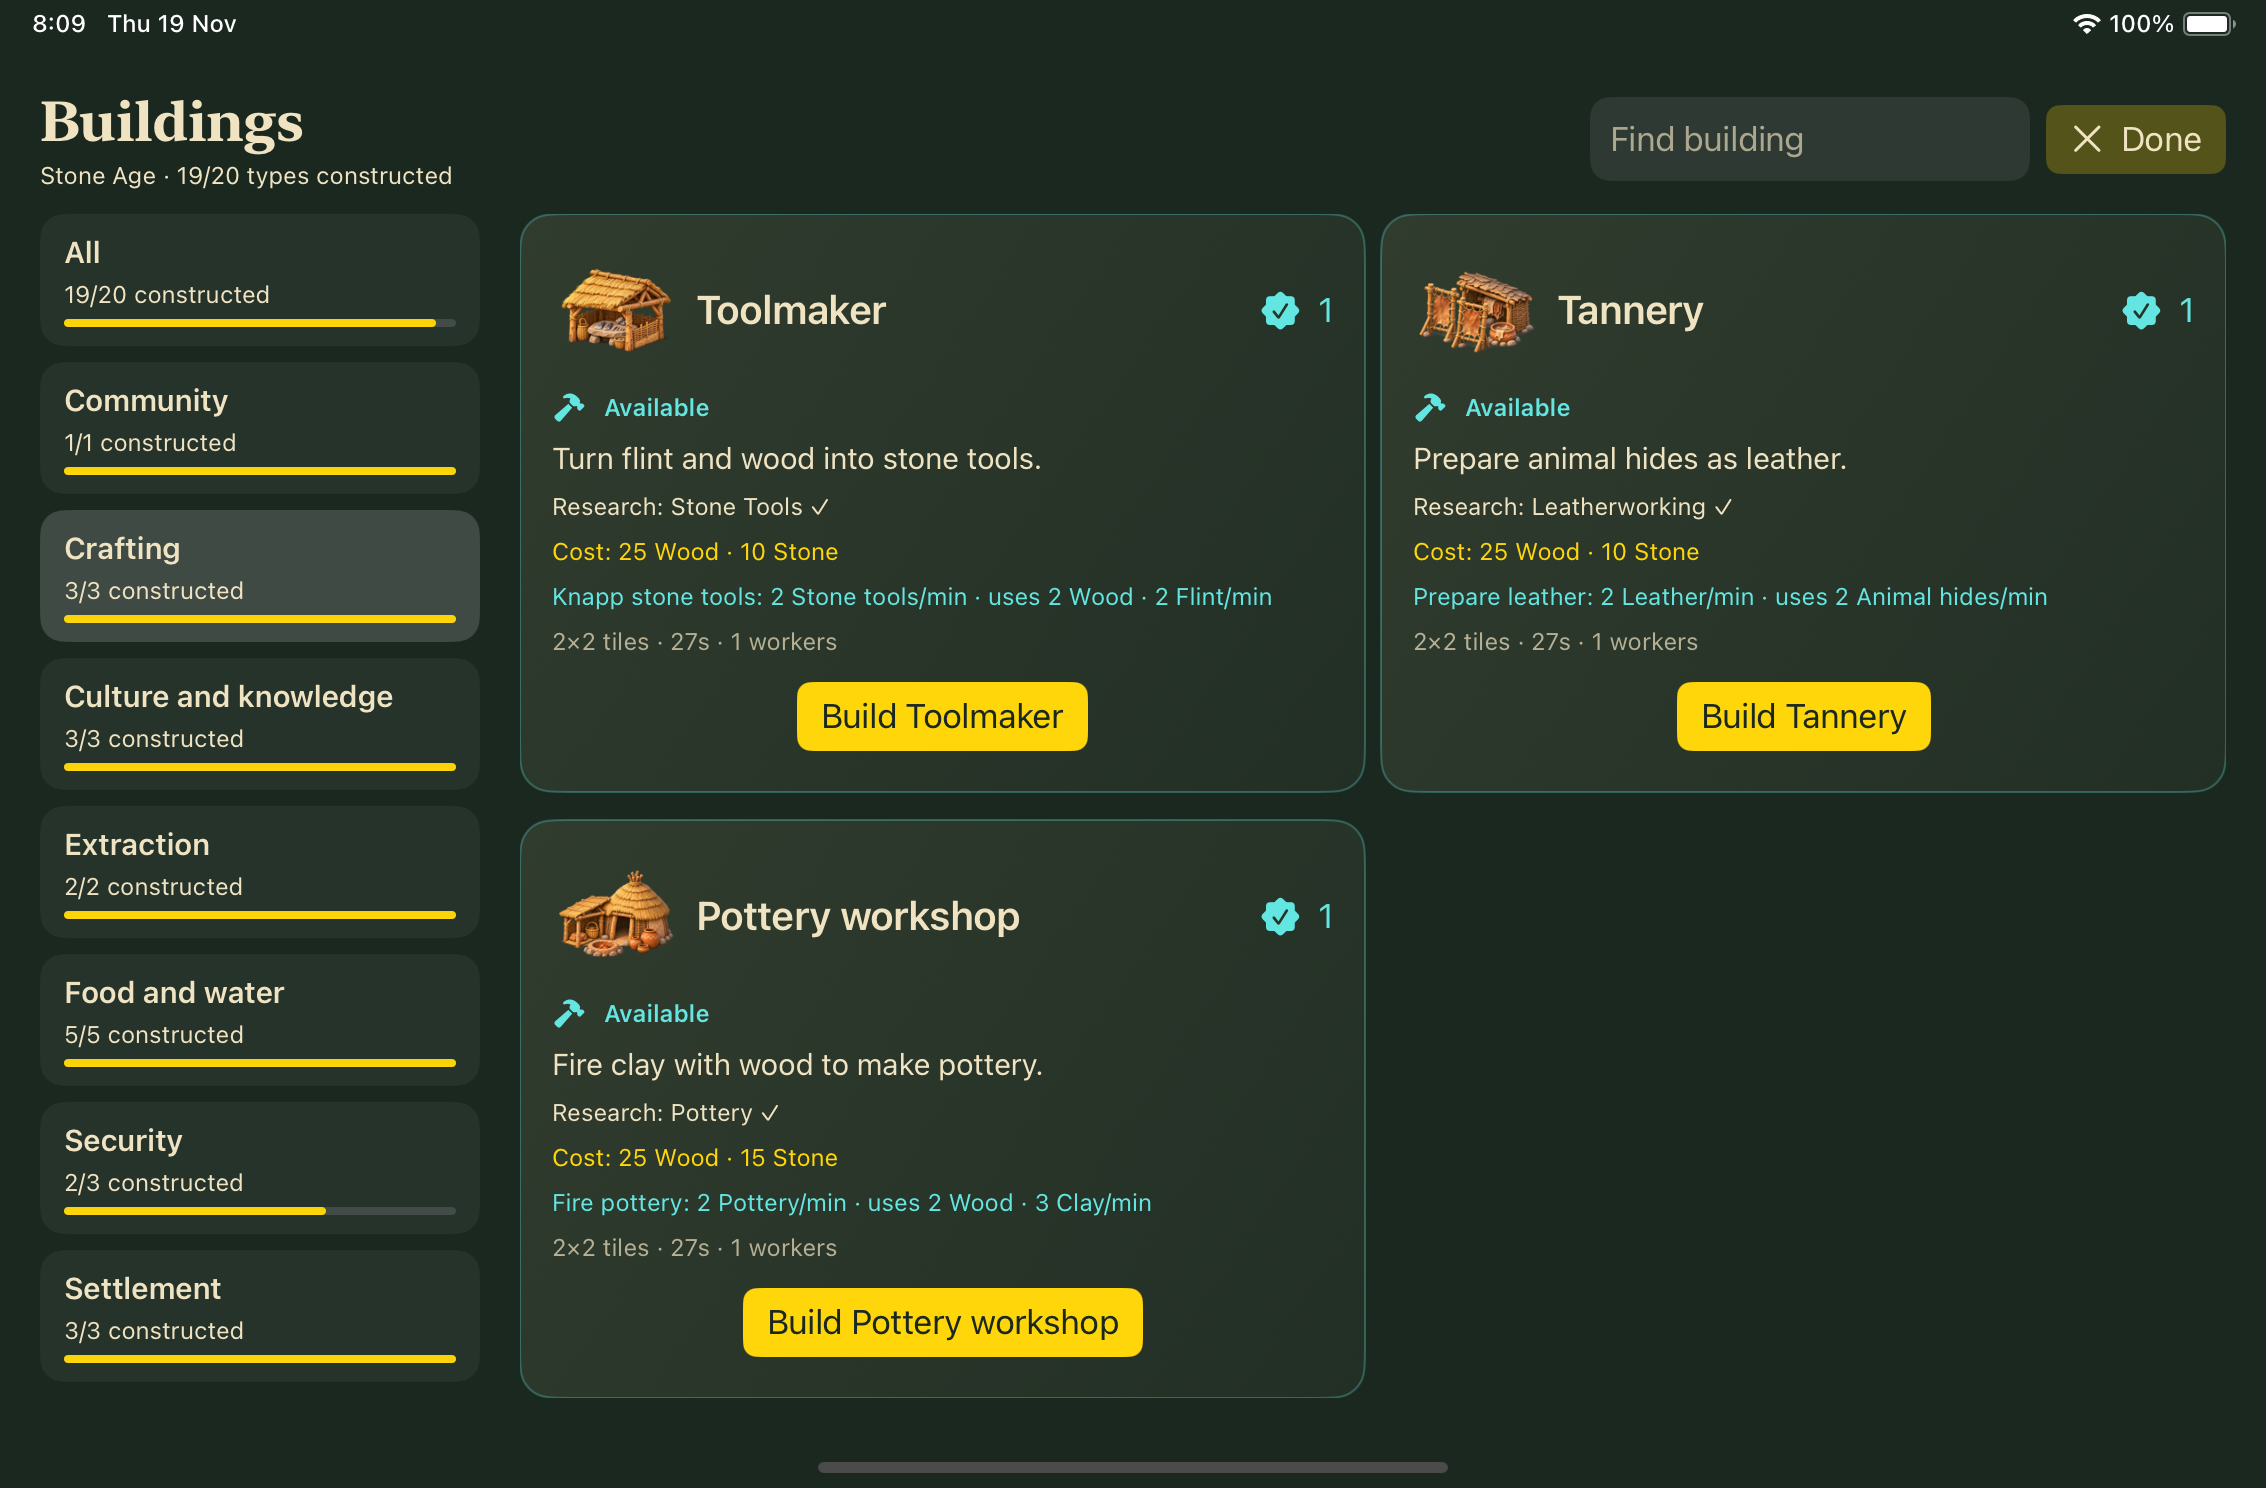 8:09 Thu 19 Nov
100%
Buildings
Stone Age · 19/20 types constructed
Find building
Done
All
19/20 constructed
Community
1/1 constructed
Crafting
3/3 constructed
Culture and knowledge
3/3 constructed
Extraction
2/2 constructed
Food and water
5/5 constructed
Security
2/3 constructed
Settlement
3/3 constructed
Toolmaker
1
Available
Turn flint and wood into stone tools.
Research: Stone Tools ✓
Cost: 25 Wood · 10 Stone
Knapp stone tools: 2 Stone tools/min · uses 2 Wood · 2 Flint/min
2×2 tiles · 27s · 1 workers
Build Toolmaker
Tannery
1
Available
Prepare animal hides as leather.
Research: Leatherworking ✓
Cost: 25 Wood · 10 Stone
Prepare leather: 2 Leather/min · uses 2 Animal hides/min
2×2 tiles · 27s · 1 workers
Build Tannery
Pottery workshop
1
Available
Fire clay with wood to make pottery.
Research: Pottery ✓
Cost: 25 Wood · 15 Stone
Fire pottery: 2 Pottery/min · uses 2 Wood · 3 Clay/min
2×2 tiles · 27s · 1 workers
Build Pottery workshop